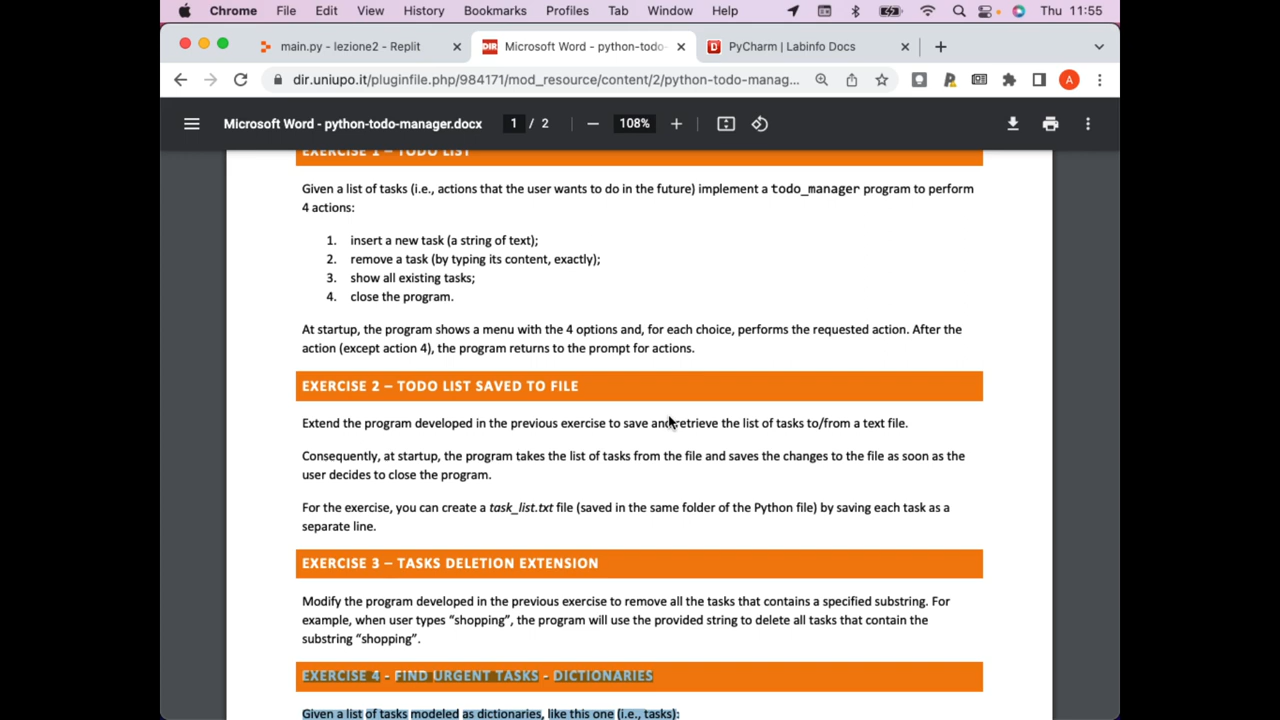 Chrome File Edit View History Bookmarks Profiles Tab Window Help Thu 11:55
main.py - lezione2 - Replit
DIR Microsoft Word - python-todo-
PyCharm | Labinfo Docs
dir.uniupo.it/pluginfile.php/984171/mod_resource/content/2/python-todo-manag...
A
Microsoft Word - python-todo-manager.docx 1 / 2 108%
EXERCISE 1 – TODO LIST
Given a list of tasks (i.e., actions that the user wants to do in the future) implement a todo_manager program to perform
4 actions:
1. insert a new task (a string of text);
2. remove a task (by typing its content, exactly);
3. show all existing tasks;
4. close the program.
At startup, the program shows a menu with the 4 options and, for each choice, performs the requested action. After the
action (except action 4), the program returns to the prompt for actions.
EXERCISE 2 – TODO LIST SAVED TO FILE
Extend the program developed in the previous exercise to save and retrieve the list of tasks to/from a text file.
Consequently, at startup, the program takes the list of tasks from the file and saves the changes to the file as soon as the
user decides to close the program.
For the exercise, you can create a task_list.txt file (saved in the same folder of the Python file) by saving each task as a
separate line.
EXERCISE 3 – TASKS DELETION EXTENSION
Modify the program developed in the previous exercise to remove all the tasks that contains a specified substring. For
example, when user types “shopping”, the program will use the provided string to delete all tasks that contain the
substring “shopping”.
EXERCISE 4 - FIND URGENT TASKS - DICTIONARIES
Given a list of tasks modeled as dictionaries, like this one (i.e., tasks):